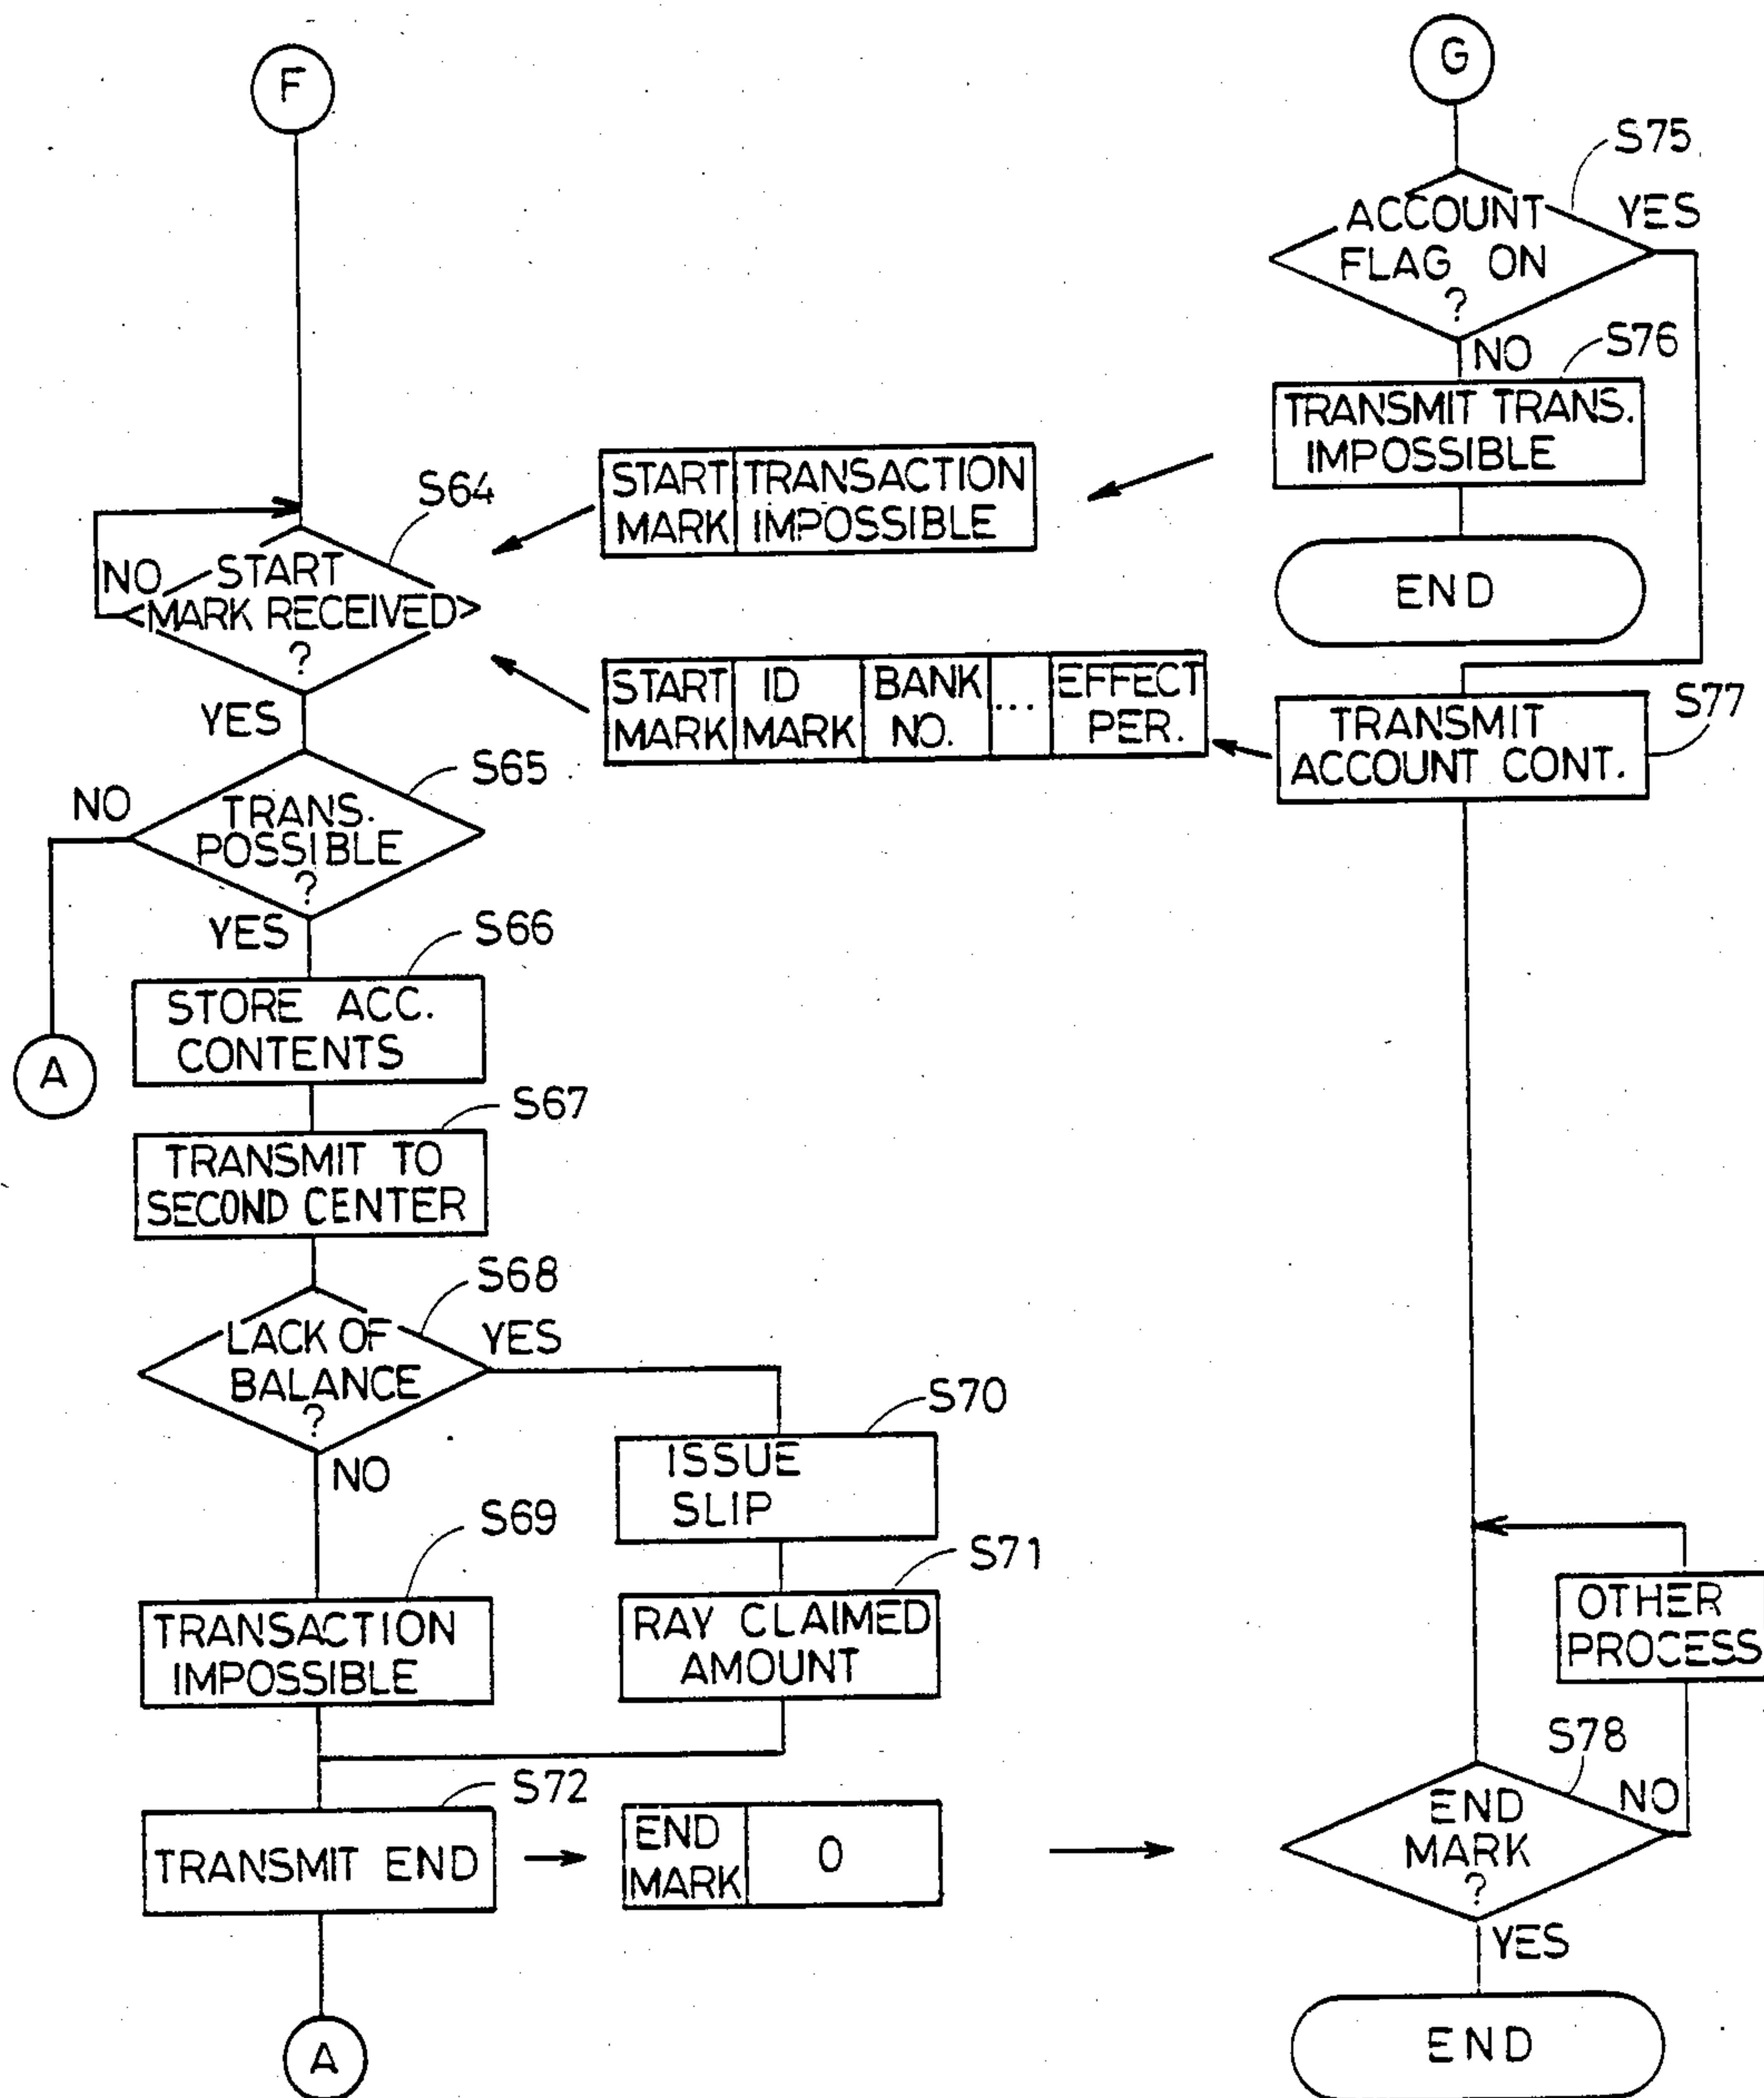 F
S64
NO
START
MARK RECEIVED
?
YES
S65
NO
TRANS.
POSSIBLE
?
YES
A
S66
STORE ACC.
CONTENTS
S67
TRANSMIT TO
SECOND CENTER
S68
LACK OF
BALANCE
?
YES
NO
S69
TRANSACTION
IMPOSSIBLE
S70
ISSUE
SLIP
S71
RAY CLAIMED
AMOUNT
S72
TRANSMIT END
A
START
MARK
TRANSACTION
IMPOSSIBLE
START
MARK
ID
MARK
BANK
NO.
...
EFFECT
PER.
END
MARK
0
G
S75
ACCOUNT
FLAG ON
?
YES
NO
S76
TRANSMIT TRANS.
IMPOSSIBLE
END
S77
TRANSMIT
ACCOUNT CONT.
OTHER
PROCESS
S78
END
MARK
?
NO
YES
END